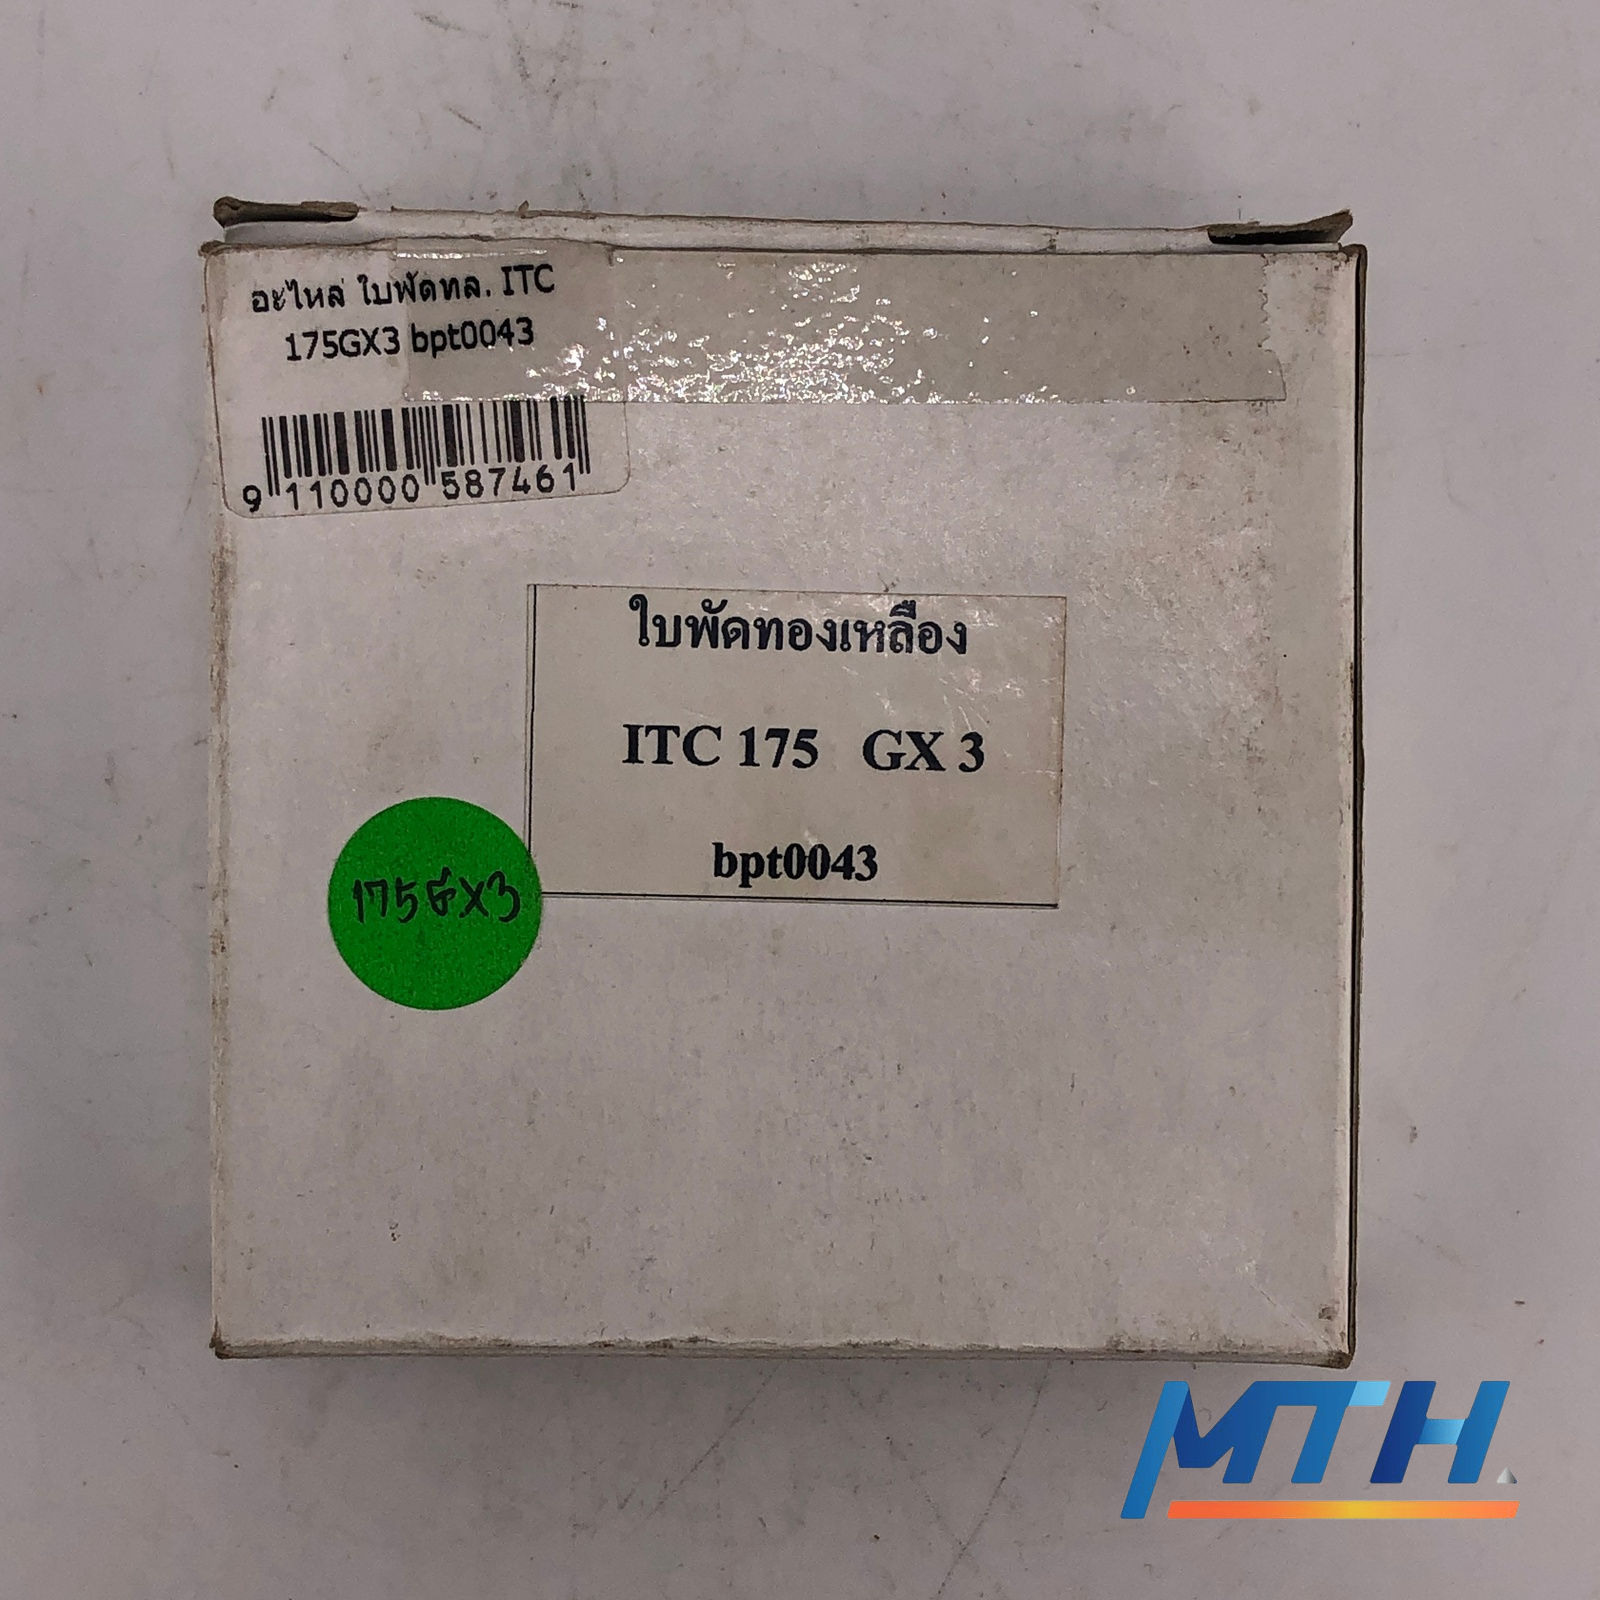 อะไหล่ ใบพัดทล. ITC
175GX3 bpt0043
9 110000 587461
ใบพัดทองเหลือง
ITC 175 GX 3
bpt0043
175GX3
MTH.